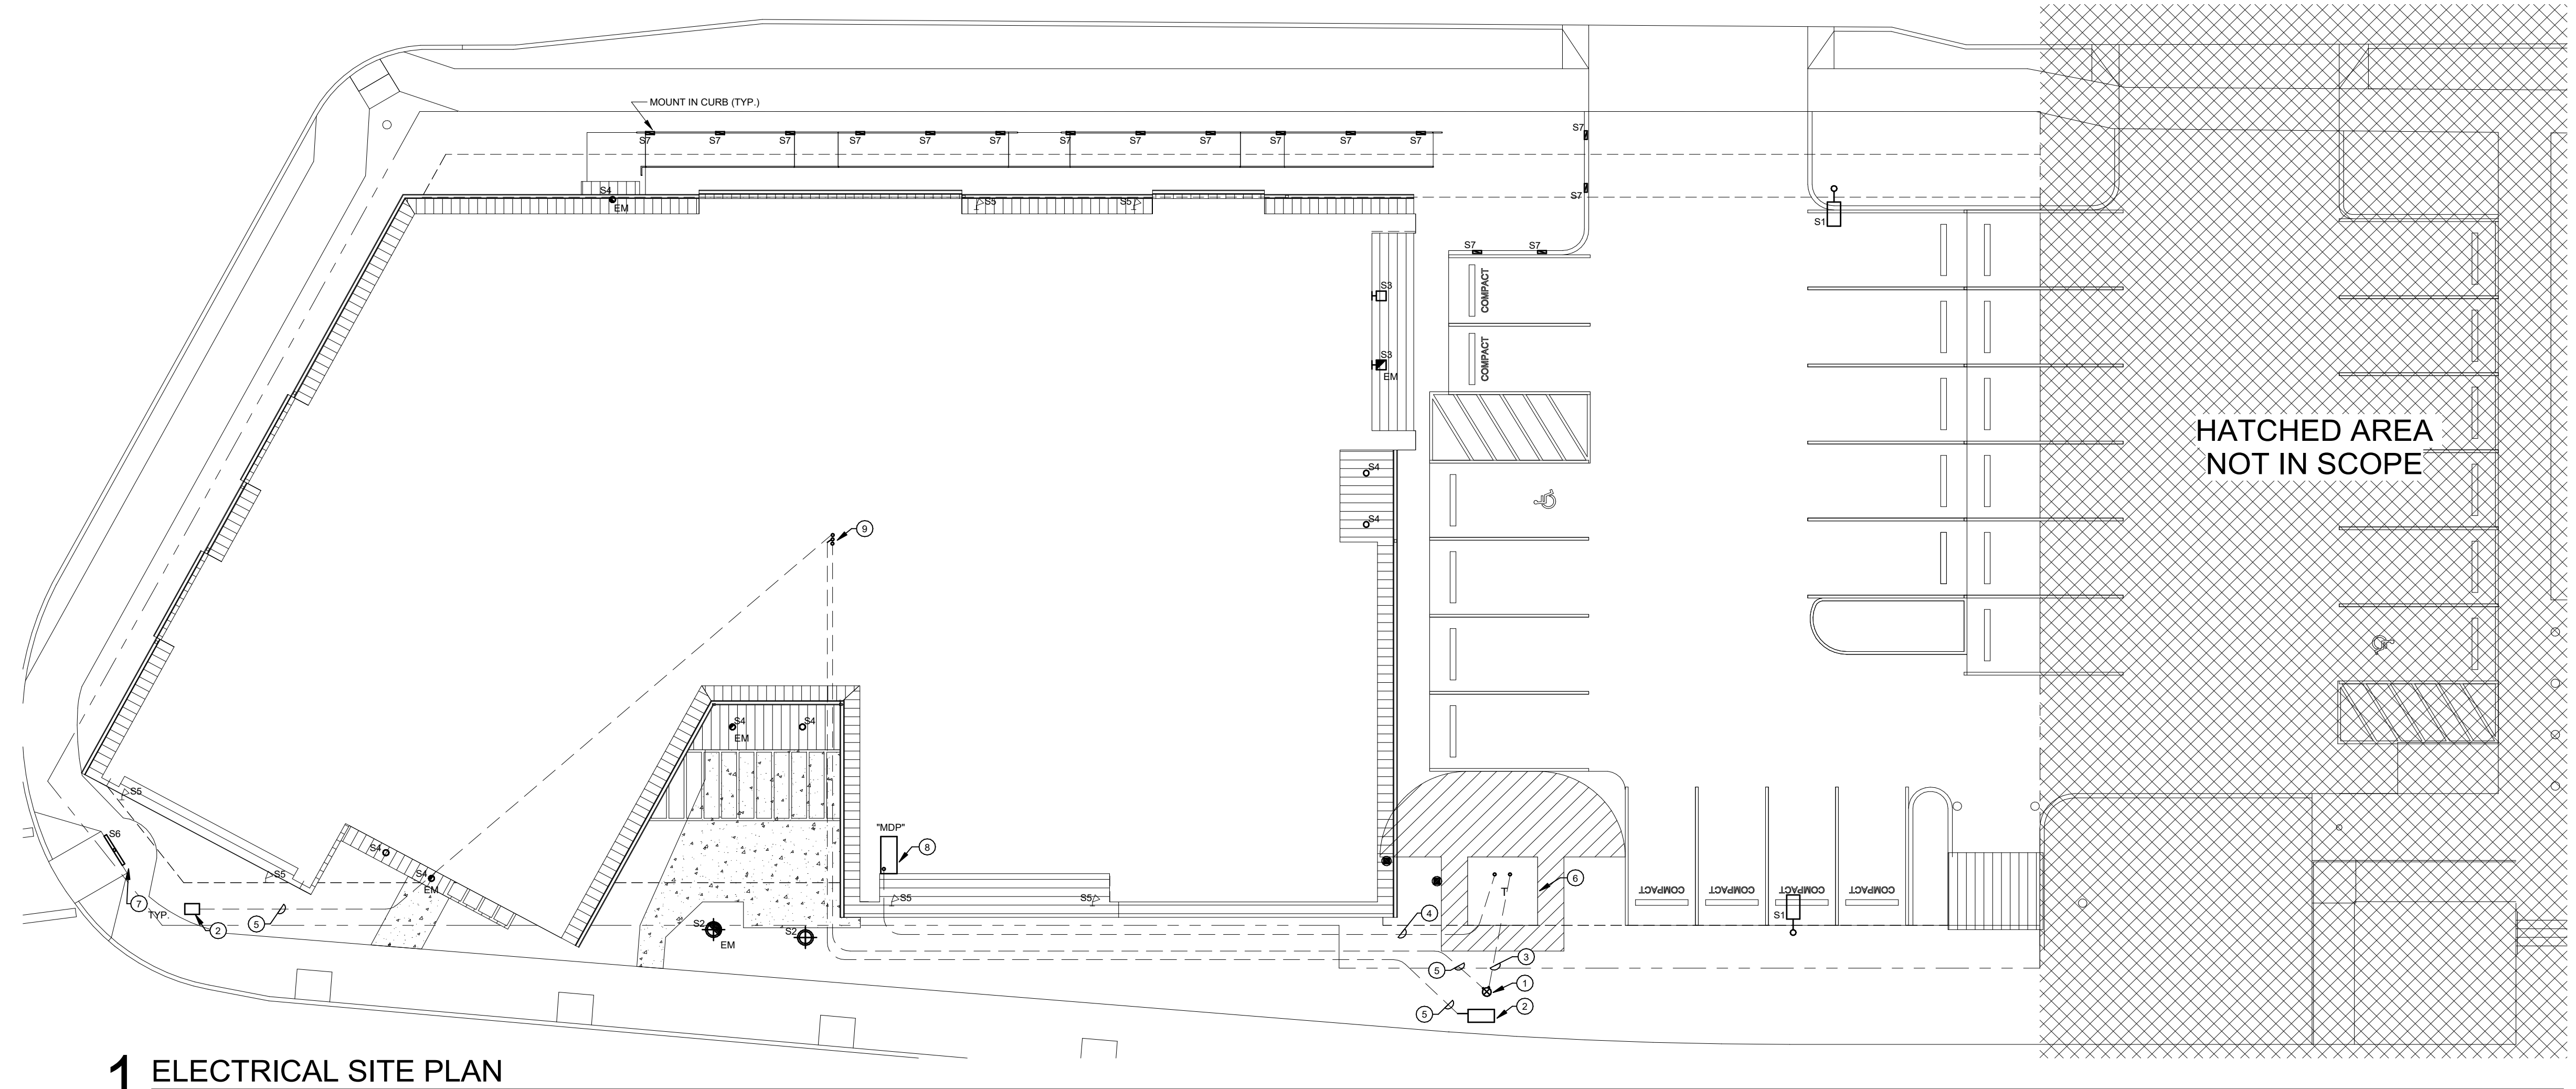 MOUNT IN CURB (TYP.)
S7 S7 S7 S7 S7 S7 S7 S7 S7 S7 S7 S7
S7
S7
S4
EM
S5
S5
S1
S7
S7
S3
COMPACT
S3
EM
COMPACT
HATCHED AREA
NOT IN SCOPE
S4
S4
9
S4
EM
S4
S5
S6
"MDP"
8
S4
S4
EM
S5
7
TYP.
2
5
S5
S5
T
6
COMPACT
COMPACT
COMPACT
COMPACT
S1
S2
EM
S2
4
3
5
1
2
5
1 ELECTRICAL SITE PLAN